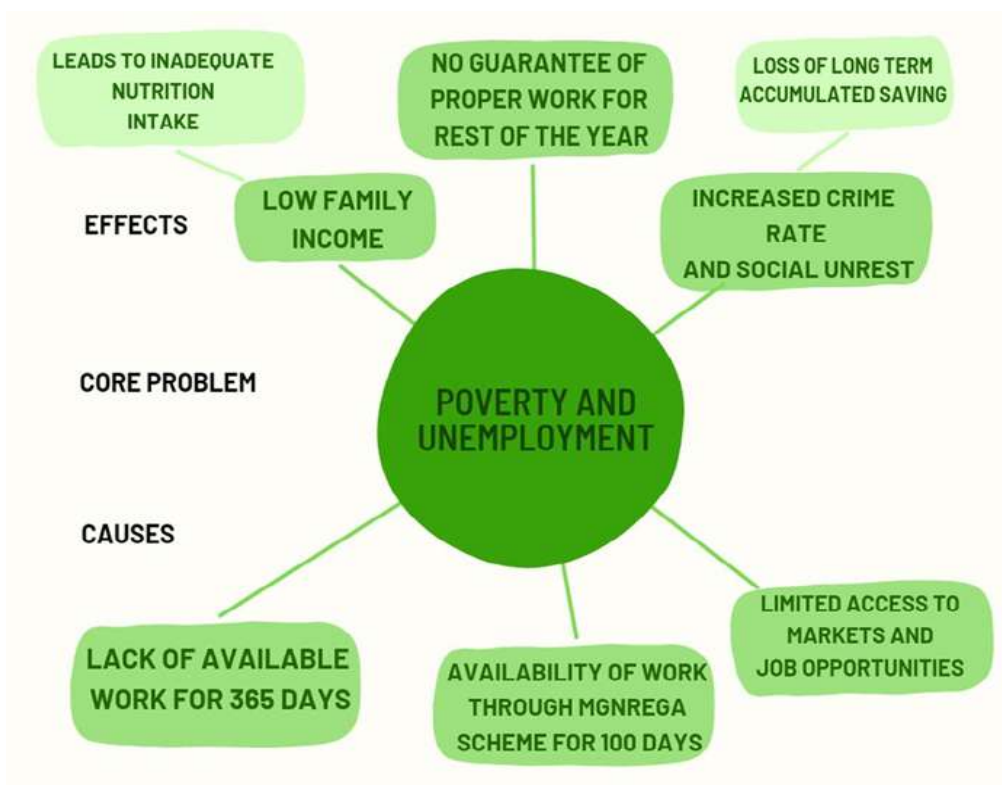 LEADS TO INADEQUATE
NUTRITION
INTAKE
NO GUARANTEE OF
PROPER WORK FOR
REST OF THE YEAR
LOSS OF LONG TERM
ACCUMULATED SAVING
EFFECTS
LOW FAMILY
INCOME
INCREASED CRIME
RATE
AND SOCIAL UNREST
CORE PROBLEM
POVERTY AND
UNEMPLOYMENT
CAUSES
LACK OF AVAILABLE
WORK FOR 365 DAYS
AVAILABILITY OF WORK
THROUGH MGNREGA
SCHEME FOR 100 DAYS
LIMITED ACCESS TO
MARKETS AND
JOB OPPORTUNITIES